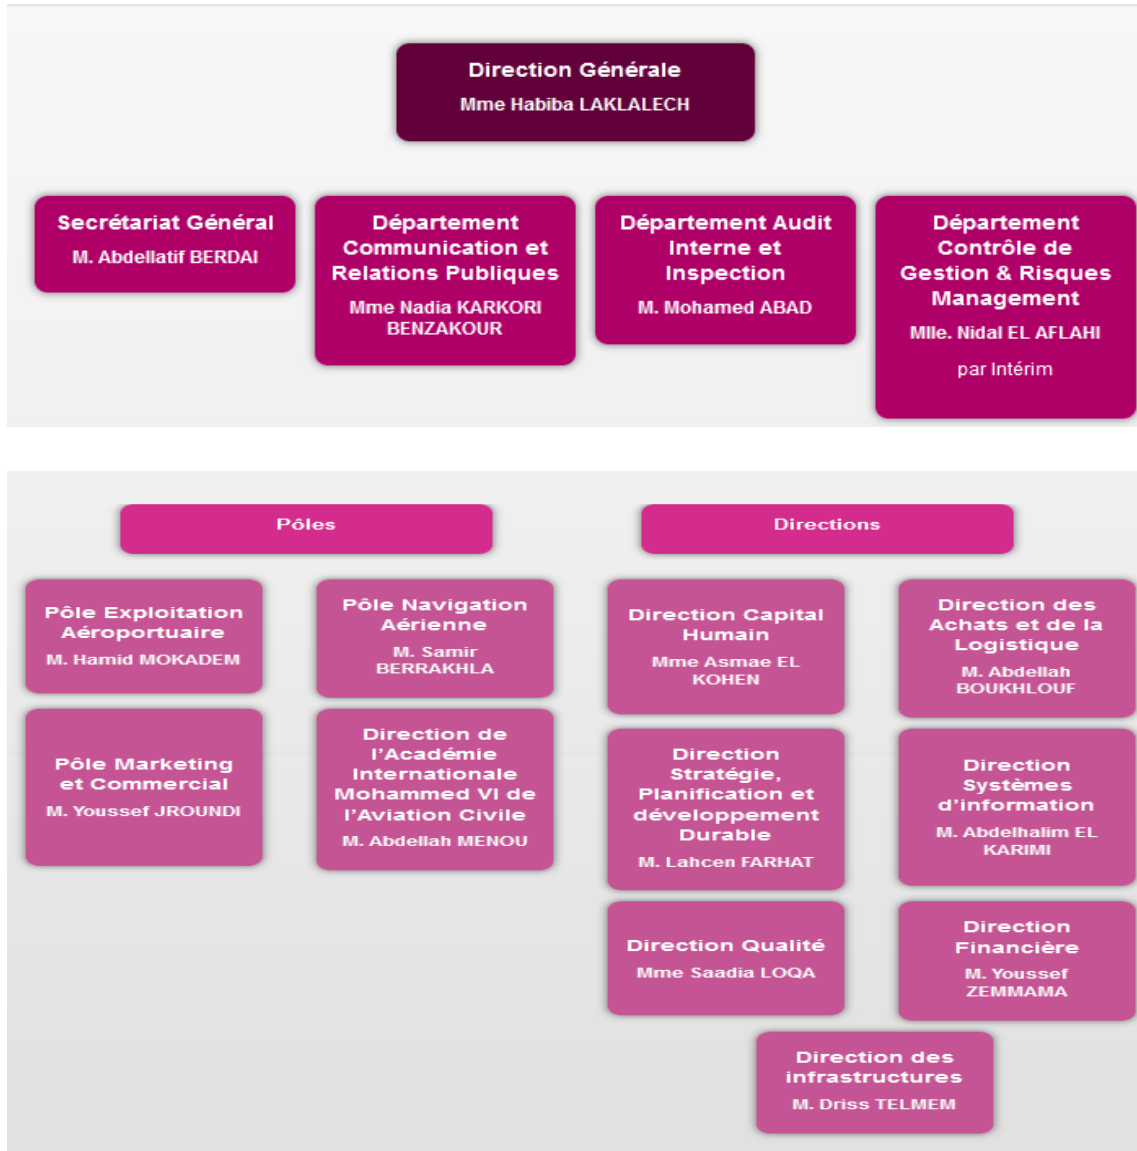 Direction Générale
Mme Habiba LAKLALECH
Secrétariat Général
M. Abdellatif BERDAI
Département
Communication et
Relations Publiques
Mme Nadia KARKORI
BENZAKOUR
Département Audit
Interne et
Inspection
M. Mohamed ABAD
Département
Contrôle de
Gestion & Risques
Management
Mlle. Nidal EL AFLAHI
par Intérim
Pôles
Pôle Exploitation
Aéroportuaire
M. Hamid MOKADEM
Pôle Navigation
Aérienne
M. Samir
BERRAKHLA
Pôle Marketing
et Commercial
M. Youssef JROUNDI
Direction de
l’Académie
Internationale
Mohammed VI de
l’Aviation Civile
M. Abdellah MENOU
Directions
Direction Capital
Humain
Mme Asmae EL
KOHEN
Direction des
Achats et de la
Logistique
M. Abdellah
BOUKHLOUF
Direction
Stratégie,
Planification et
développement
Durable
M. Lahcen FARHAT
Direction
Systèmes
d’information
M. Abdelhalim EL
KARIMI
Direction Qualité
Mme Saadia LOQA
Direction
Financière
M. Youssef
ZEMMAMA
Direction des
infrastructures
M. Driss TELMEM